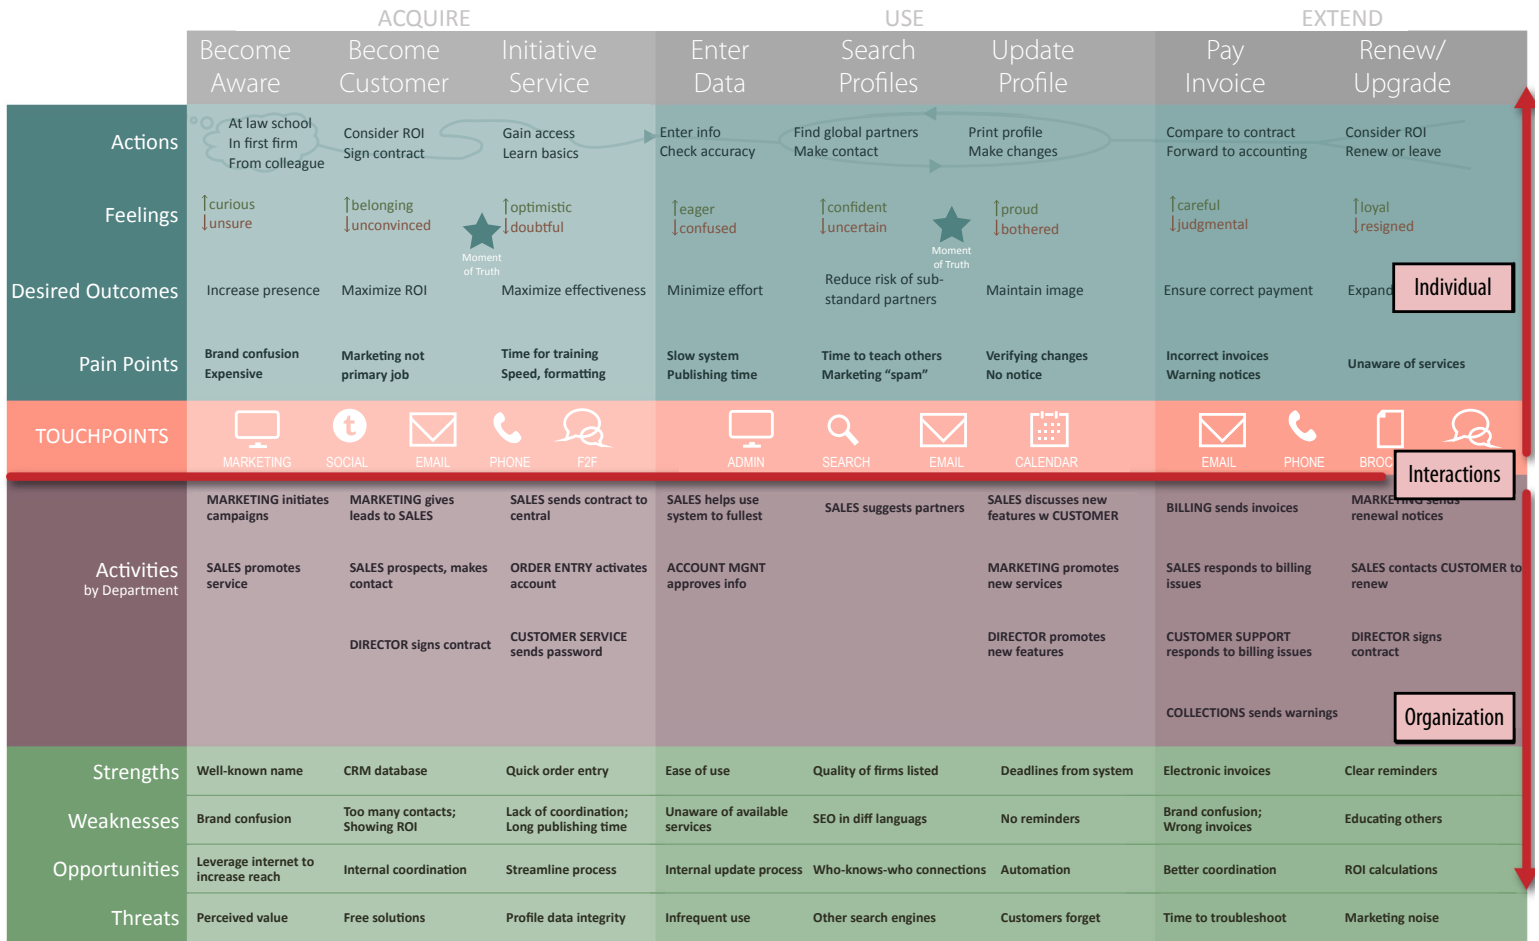 ACQUIRE USE EXTEND
Become Aware
Become Customer
Initiative Service
Enter Data
Search Profiles
Update Profile
Pay Invoice
Renew/ Upgrade
Actions
At law school
In first firm
From colleague
Consider ROI
Sign contract
Gain access
Learn basics
Enter info
Check accuracy
Find global partners
Make contact
Print profile
Make changes
Compare to contract
Forward to accounting
Consider ROI
Renew or leave
Feelings
↑curious
↓unsure
↑belonging
↓unconvinced
Moment
of Truth
↑optimistic
↓doubtful
↑eager
↓confused
↑confident
↓uncertain
Moment
of Truth
↑proud
↓bothered
↑careful
↓judgmental
↑loyal
↓resigned
Desired Outcomes
Increase presence
Maximize ROI
Maximize effectiveness
Minimize effort
Reduce risk of sub-
standard partners
Maintain image
Ensure correct payment
Expand
Individual
Pain Points
Brand confusion
Expensive
Marketing not
primary job
Time for training
Speed, formatting
Slow system
Publishing time
Time to teach others
Marketing “spam”
Verifying changes
No notice
Incorrect invoices
Warning notices
Unaware of services
TOUCHPOINTS
MARKETING
SOCIAL
EMAIL
PHONE
F2F
ADMIN
SEARCH
EMAIL
CALENDAR
EMAIL
PHONE
BROC
Interactions
Activities
by Department
MARKETING initiates
campaigns
MARKETING gives
leads to SALES
SALES sends contract to
central
SALES helps use
system to fullest
SALES suggests partners
SALES discusses new
features w CUSTOMER
BILLING sends invoices
MARKETING sends
renewal notices
SALES promotes
service
SALES prospects, makes
contact
ORDER ENTRY activates
account
ACCOUNT MGNT
approves info
MARKETING promotes
new services
SALES responds to billing
issues
SALES contacts CUSTOMER to
renew
DIRECTOR signs contract
CUSTOMER SERVICE
sends password
DIRECTOR promotes
new features
CUSTOMER SUPPORT
responds to billing issues
DIRECTOR signs
contract
COLLECTIONS sends warnings
Organization
Strengths
Well-known name
CRM database
Quick order entry
Ease of use
Quality of firms listed
Deadlines from system
Electronic invoices
Clear reminders
Weaknesses
Brand confusion
Too many contacts;
Showing ROI
Lack of coordination;
Long publishing time
Unaware of available
services
SEO in diff languags
No reminders
Brand confusion;
Wrong invoices
Educating others
Opportunities
Leverage internet to
increase reach
Internal coordination
Streamline process
Internal update process
Who-knows-who connections
Automation
Better coordination
ROI calculations
Threats
Perceived value
Free solutions
Profile data integrity
Infrequent use
Other search engines
Customers forget
Time to troubleshoot
Marketing noise